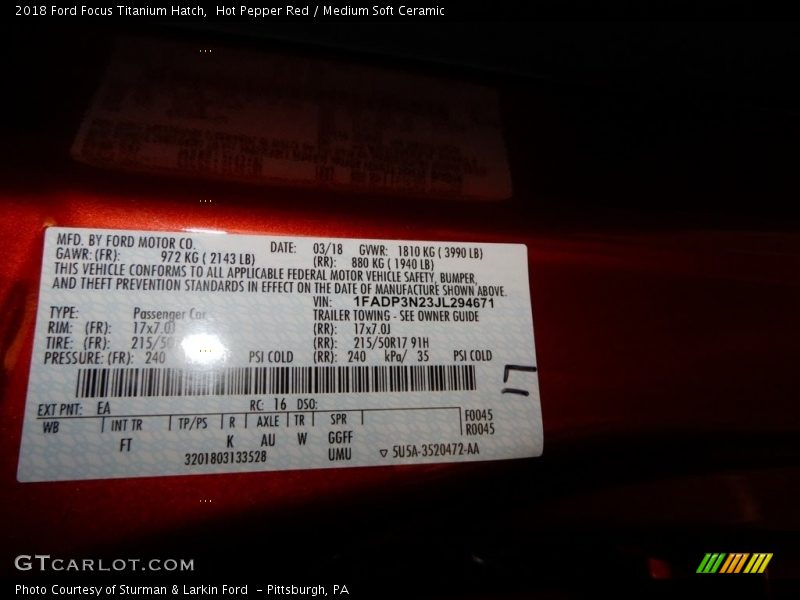 2018 Ford Focus Titanium Hatch, Hot Pepper Red / Medium Soft Ceramic
MFD. BY FORD MOTOR CO. DATE: 03/18 GVWR: 1810 KG ( 3990 LB)
GAWR: (FR): 972 KG ( 2143 LB) (RR): 880 KG ( 1940 LB)
THIS VEHICLE CONFORMS TO ALL APPLICABLE FEDERAL MOTOR VEHICLE SAFETY, BUMPER,
AND THEFT PREVENTION STANDARDS IN EFFECT ON THE DATE OF MANUFACTURE SHOWN ABOVE.
VIN: 1FADP3N23JL294671
TYPE: Passenger Car TRAILER TOWING - SEE OWNER GUIDE
RIM: (FR): 17x7.0J (RR): 17x7.0J
TIRE: (FR): 215/50 (RR): 215/50R17 91H
PRESSURE: (FR): 240 PSI COLD (RR): 240 kPa/ 35 PSI COLD
EXT PNT: EA RC: 16 DSO:
WB INT TR TP/PS R AXLE TR SPR F0045
R0045
FT K AU W GGFF
3201803133528 UMU 5U5A-3520472-AA
GTCARLOT.COM
Photo Courtesy of Sturman & Larkin Ford - Pittsburgh, PA